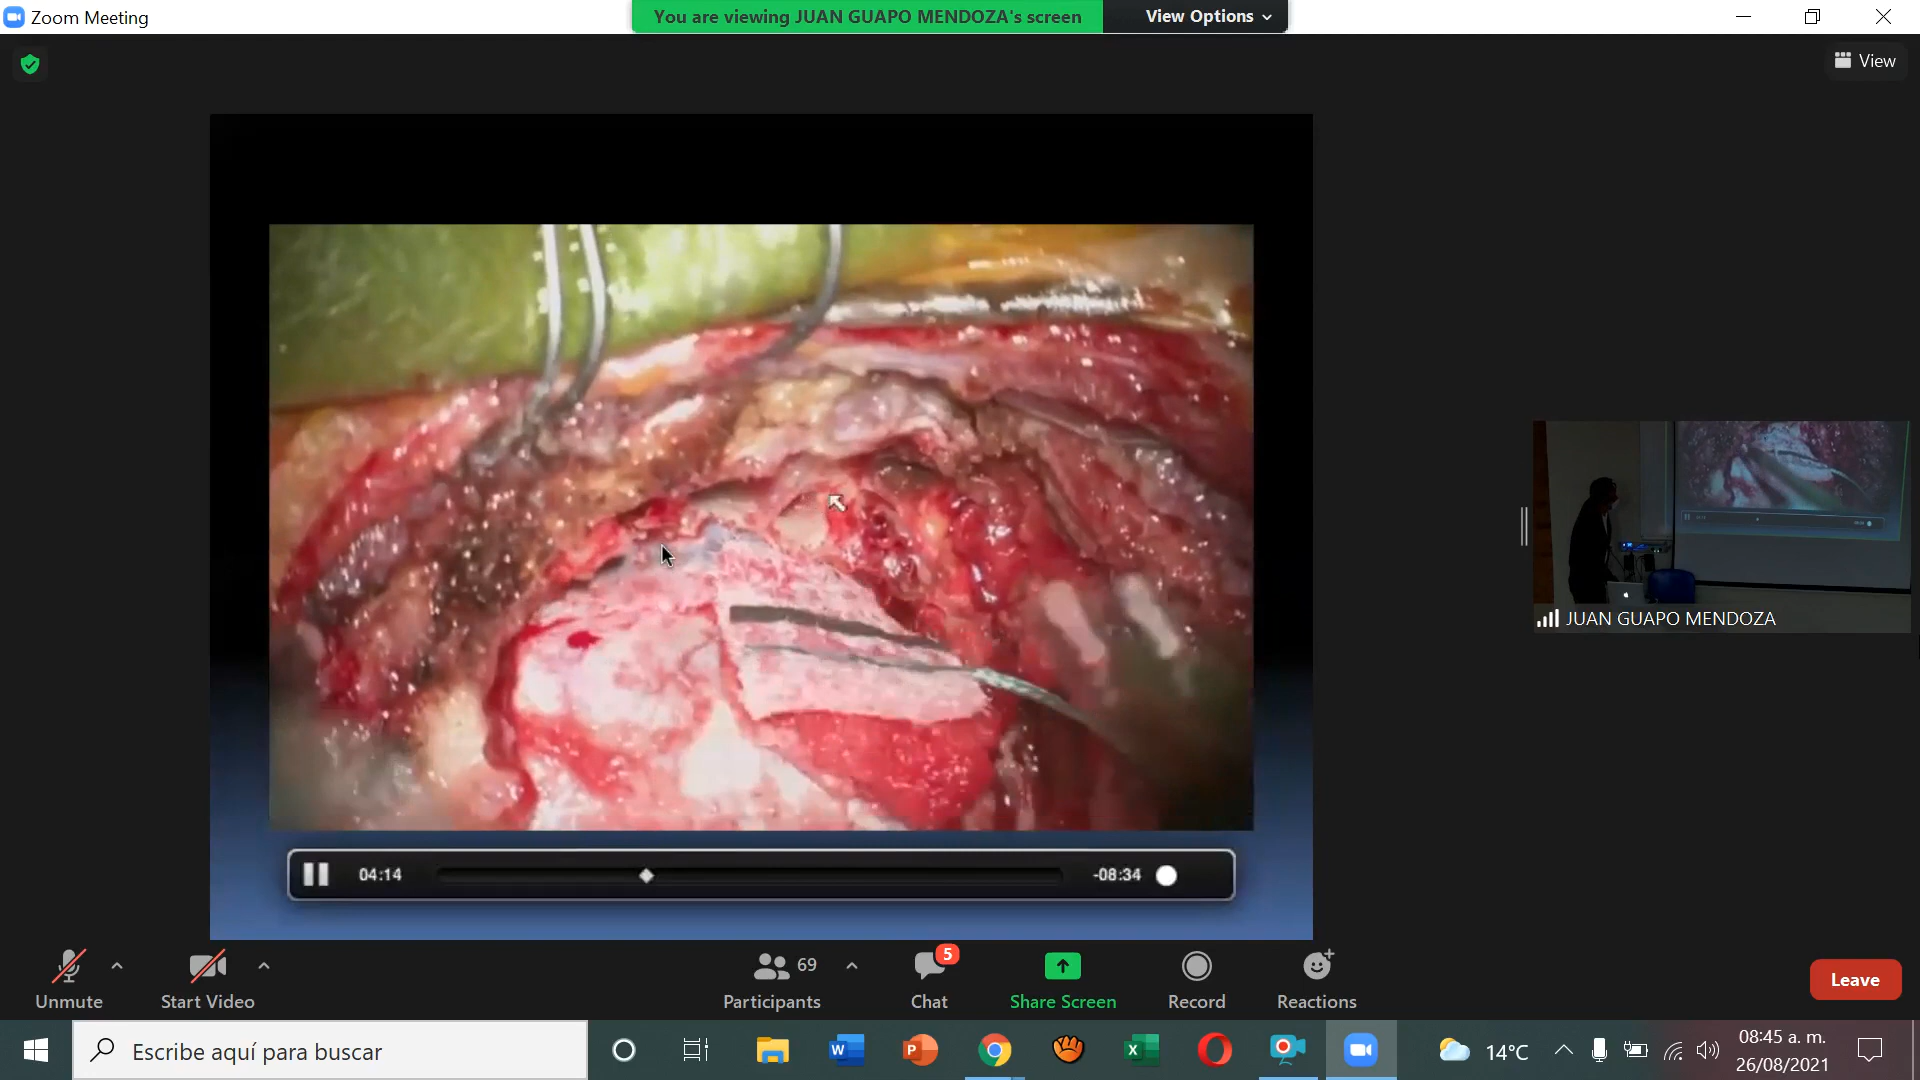 Zoom Meeting
You are viewing JUAN GUAPO MENDOZA's screen
View Options
View
JUAN GUAPO MENDOZA
04:14
-08:34
Unmute
Start Video
69
Participants
5
Chat
Share Screen
Record
Reactions
Leave
Escribe aquí para buscar
W
P
X
14°C
08:45 a. m.
26/08/2021